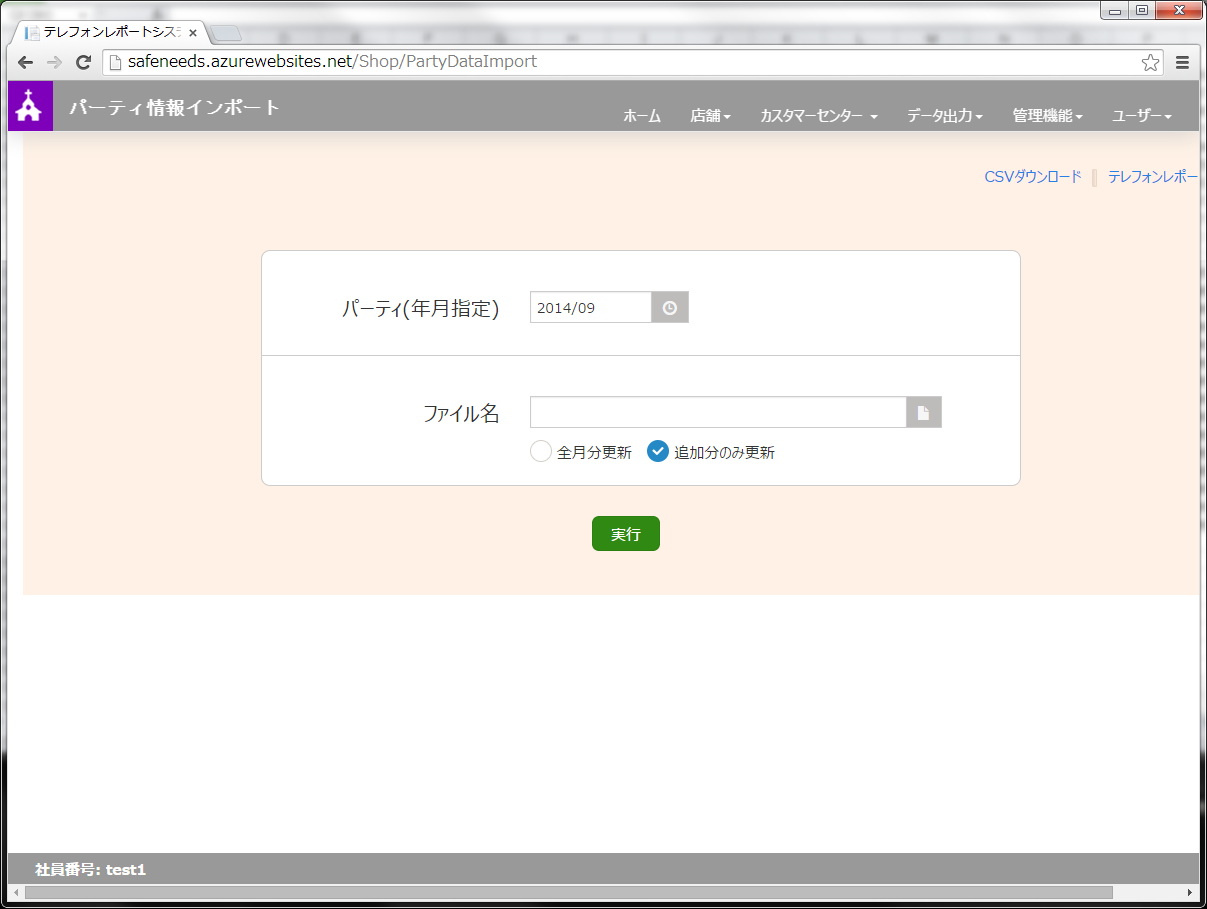 テレフォンレポートシス
safeneeds.azurewebsites.net/Shop/PartyDataImport
パーティ情報インポート
ホーム 店舗 カスタマーセンター データ出力 管理機能 ユーザー
CSVダウンロード テレフォンレポー
パーティ(年月指定) 2014/09
ファイル名
全月分更新 追加分のみ更新
実行
社員番号: test1